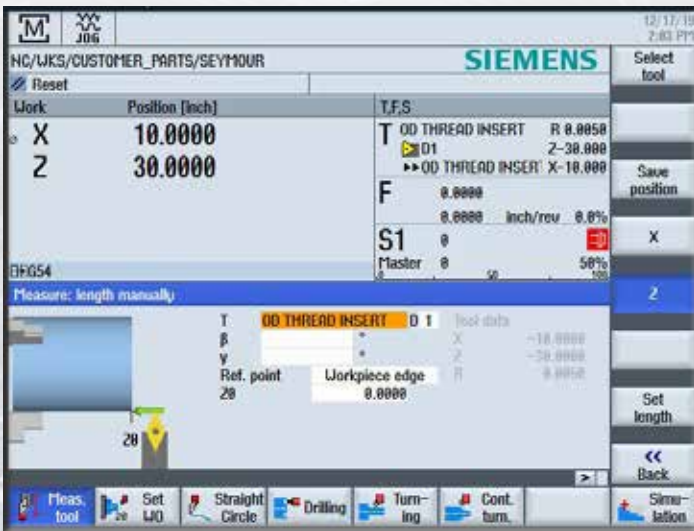 M JOG
12/17/19
2:03 PM
NC/WKS/CUSTOMER_PARTS/SEYMOUR
SIEMENS
Select tool
Reset
Work Position [inch]
T,F,S
X 10.0000
Z 30.0000
T OD THREAD INSERT R 0.0050
D1 Z-30.000
▸▸OD THREAD INSERT X-10.000
F 0.0000
0.0000 inch/rev 0.0%
S1 0
Master 0 50%
0 50 100
G54
Save position
X
Z
Measure: length manually
T OD THREAD INSERT D 1 Tool data
β ° X -10.0000
γ ° Z -30.0000
Ref. point Workpiece edge R 0.0050
Z0 0.0000
Z0
Set length
<< Back
>
Meas. tool
Set WO
Straight Circle
Drilling
Turn-ing
Cont. turn.
Simu-lation